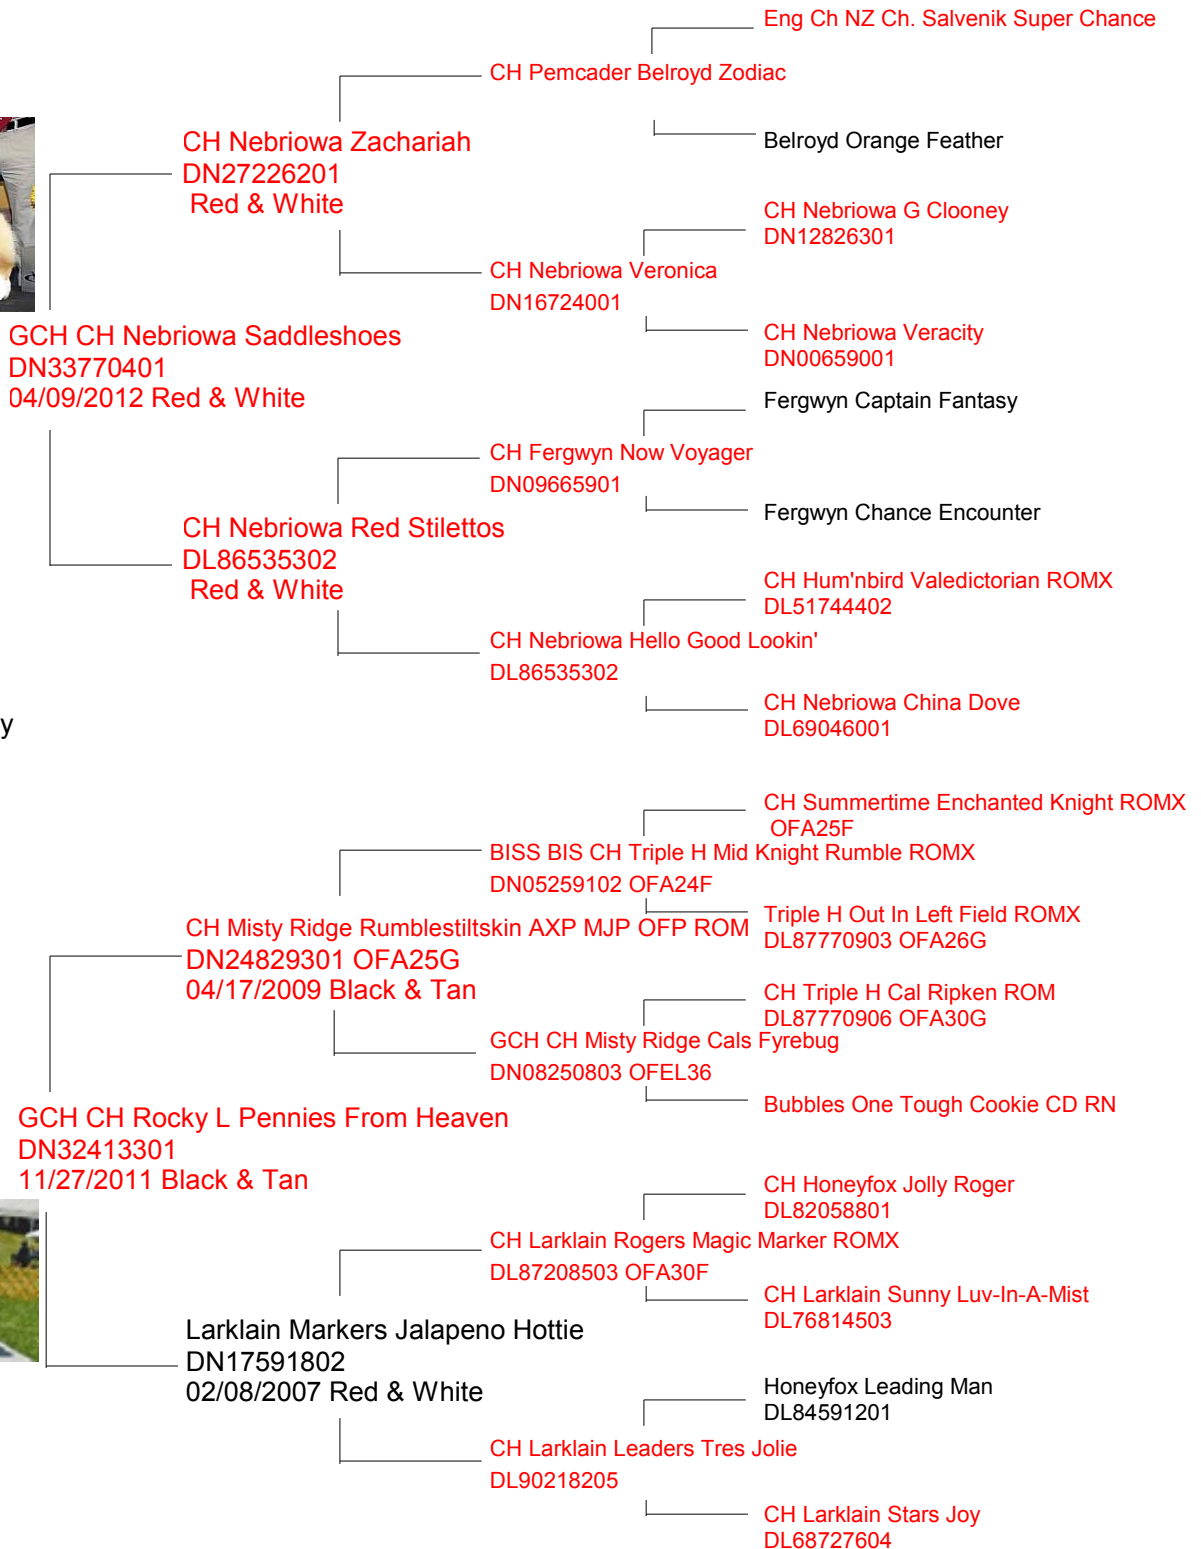 Eng Ch NZ Ch. Salvenik Super Chance
CH Pemcader Belroyd Zodiac
Belroyd Orange Feather
CH Nebriowa Zachariah
DN27226201
Red & White
CH Nebriowa G Clooney
DN12826301
CH Nebriowa Veronica
DN16724001
CH Nebriowa Veracity
DN00659001
GCH CH Nebriowa Saddleshoes
DN33770401
04/09/2012 Red & White
Fergwyn Captain Fantasy
CH Fergwyn Now Voyager
DN09665901
Fergwyn Chance Encounter
CH Nebriowa Red Stilettos
DL86535302
Red & White
CH Hum'nbird Valedictorian ROMX
DL51744402
CH Nebriowa Hello Good Lookin'
DL86535302
CH Nebriowa China Dove
DL69046001
y
CH Summertime Enchanted Knight ROMX
OFA25F
BISS BIS CH Triple H Mid Knight Rumble ROMX
DN05259102 OFA24F
Triple H Out In Left Field ROMX
DL87770903 OFA26G
CH Misty Ridge Rumblestiltskin AXP MJP OFP ROM
DN24829301 OFA25G
04/17/2009 Black & Tan
CH Triple H Cal Ripken ROM
DL87770906 OFA30G
GCH CH Misty Ridge Cals Fyrebug
DN08250803 OFEL36
Bubbles One Tough Cookie CD RN
GCH CH Rocky L Pennies From Heaven
DN32413301
11/27/2011 Black & Tan
CH Honeyfox Jolly Roger
DL82058801
CH Larklain Rogers Magic Marker ROMX
DL87208503 OFA30F
CH Larklain Sunny Luv-In-A-Mist
DL76814503
Larklain Markers Jalapeno Hottie
DN17591802
02/08/2007 Red & White
Honeyfox Leading Man
DL84591201
CH Larklain Leaders Tres Jolie
DL90218205
CH Larklain Stars Joy
DL68727604